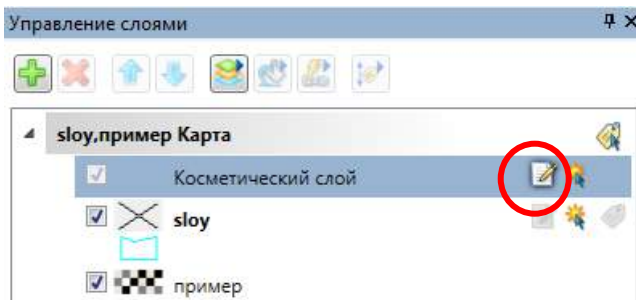 Управление слоями
sloy,пример Карта
Косметический слой
sloy
пример